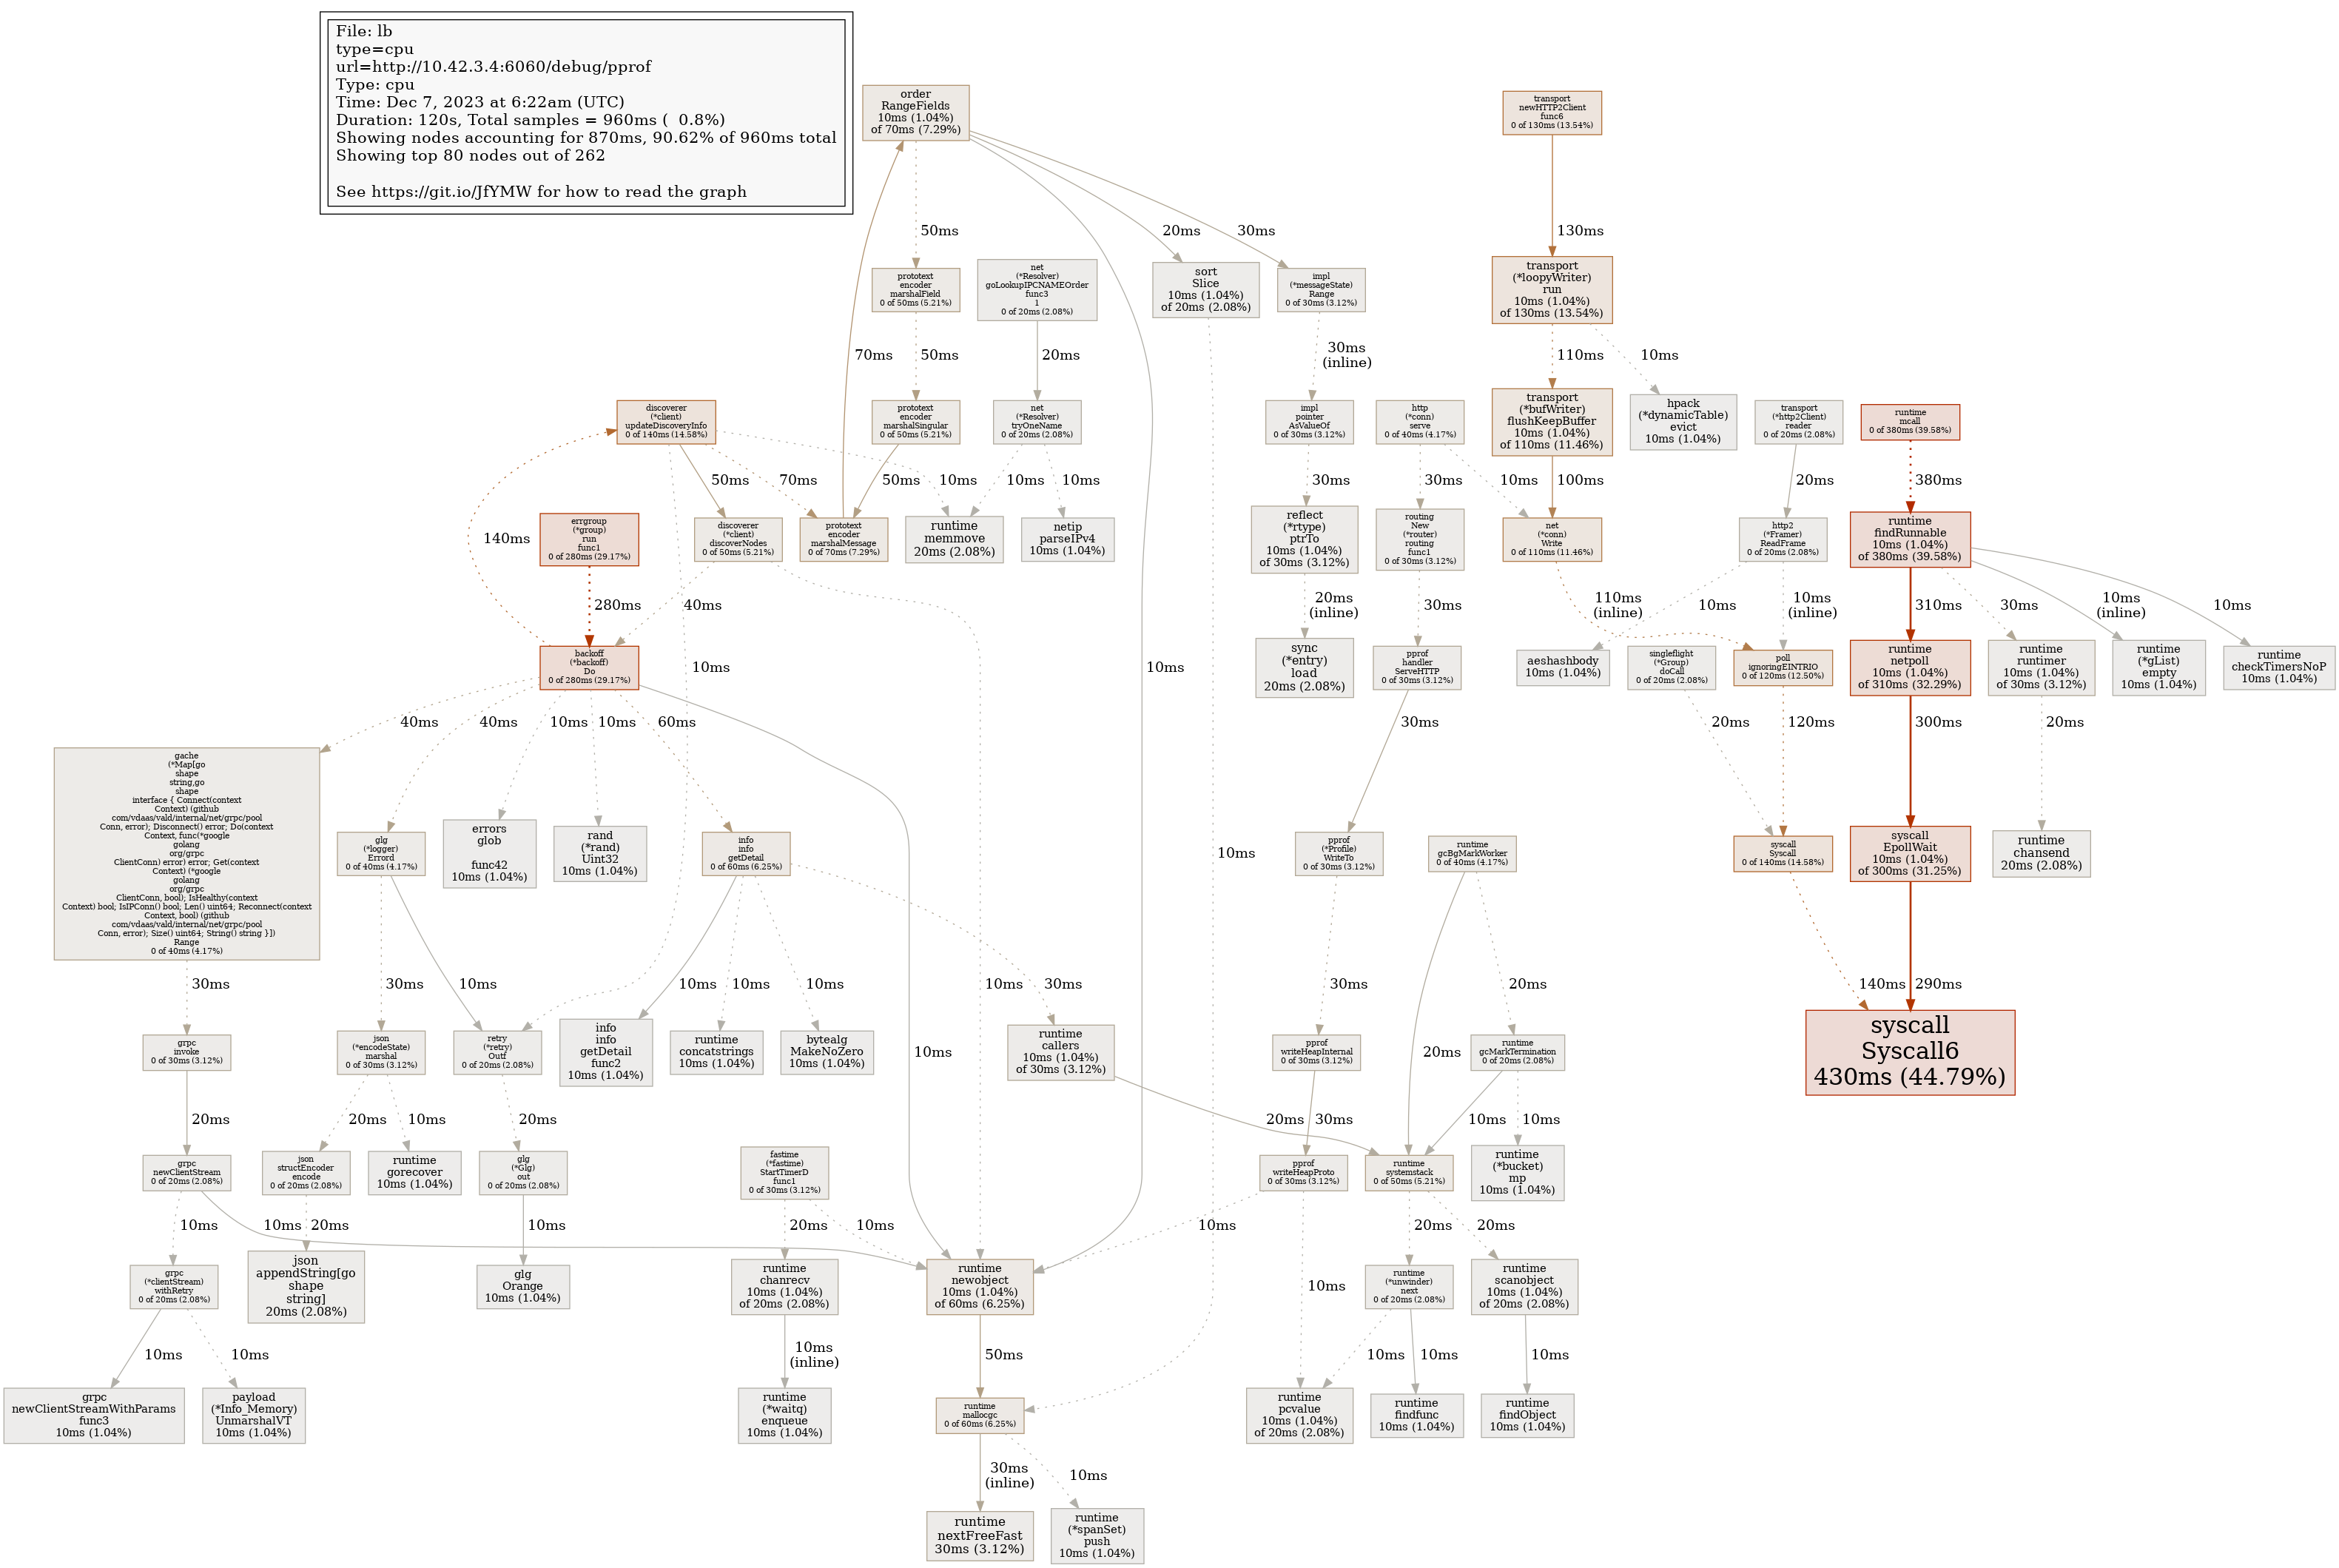 File: lb
type=cpu
url=http://10.42.3.4:6060/debug/pprof
Type: cpu
Time: Dec 7, 2023 at 6:22am (UTC)
Duration: 120s, Total samples = 960ms (  0.8%)
Showing nodes accounting for 870ms, 90.62% of 960ms total
Showing top 80 nodes out of 262
See https://git.io/JfYMW for how to read the graph
order
RangeFields
10ms (1.04%)
of 70ms (7.29%)
transport
newHTTP2Client
func6
0 of 130ms (13.54%)
50ms
20ms
30ms
130ms
prototext
encoder
marshalField
0 of 50ms (5.21%)
net
(*Resolver)
goLookupIPCNAMEOrder
func3
1
0 of 20ms (2.08%)
sort
Slice
10ms (1.04%)
of 20ms (2.08%)
impl
(*messageState)
Range
0 of 30ms (3.12%)
transport
(*loopyWriter)
run
10ms (1.04%)
of 130ms (13.54%)
70ms
50ms
20ms
30ms
(inline)
110ms
10ms
discoverer
(*client)
updateDiscoveryInfo
0 of 140ms (14.58%)
prototext
encoder
marshalSingular
0 of 50ms (5.21%)
net
(*Resolver)
tryOneName
0 of 20ms (2.08%)
impl
pointer
AsValueOf
0 of 30ms (3.12%)
http
(*conn)
serve
0 of 40ms (4.17%)
transport
(*bufWriter)
flushKeepBuffer
10ms (1.04%)
of 110ms (11.46%)
hpack
(*dynamicTable)
evict
10ms (1.04%)
transport
(*http2Client)
reader
0 of 20ms (2.08%)
runtime
mcall
0 of 380ms (39.58%)
50ms
70ms
50ms
10ms
10ms
10ms
30ms
30ms
10ms
100ms
20ms
380ms
140ms
errgroup
(*group)
run
func1
0 of 280ms (29.17%)
discoverer
(*client)
discoverNodes
0 of 50ms (5.21%)
prototext
encoder
marshalMessage
0 of 70ms (7.29%)
runtime
memmove
20ms (2.08%)
netip
parseIPv4
10ms (1.04%)
reflect
(*rtype)
ptrTo
10ms (1.04%)
of 30ms (3.12%)
routing
New
(*router)
routing
func1
0 of 30ms (3.12%)
net
(*conn)
Write
0 of 110ms (11.46%)
http2
(*Framer)
ReadFrame
0 of 20ms (2.08%)
runtime
findRunnable
10ms (1.04%)
of 380ms (39.58%)
280ms
40ms
20ms
(inline)
30ms
110ms
(inline)
10ms
10ms
(inline)
310ms
30ms
10ms
(inline)
10ms
backoff
(*backoff)
Do
0 of 280ms (29.17%)
10ms
10ms
sync
(*entry)
load
20ms (2.08%)
pprof
handler
ServeHTTP
0 of 30ms (3.12%)
aeshashbody
10ms (1.04%)
singleflight
(*Group)
doCall
0 of 20ms (2.08%)
poll
ignoringEINTRIO
0 of 120ms (12.50%)
runtime
netpoll
10ms (1.04%)
of 310ms (32.29%)
runtime
runtimer
10ms (1.04%)
of 30ms (3.12%)
runtime
(*gList)
empty
10ms (1.04%)
runtime
checkTimersNoP
10ms (1.04%)
40ms
40ms
10ms
10ms
60ms
30ms
20ms
120ms
300ms
20ms
gache
(*Map[go
shape
string,go
shape
interface { Connect(context
Context) (github
com/vdaas/vald/internal/net/grpc/pool
Conn, error); Disconnect() error; Do(context
Context, func(*google
golang
org/grpc
ClientConn) error) error; Get(context
Context) (*google
golang
org/grpc
ClientConn, bool); IsHealthy(context
Context) bool; IsIPConn() bool; Len() uint64; Reconnect(context
Context, bool) (github
com/vdaas/vald/internal/net/grpc/pool
Conn, error); Size() uint64; String() string }])
Range
0 of 40ms (4.17%)
glg
(*logger)
Errord
0 of 40ms (4.17%)
errors
glob
func42
10ms (1.04%)
rand
(*rand)
Uint32
10ms (1.04%)
info
info
getDetail
0 of 60ms (6.25%)
10ms
pprof
(*Profile)
WriteTo
0 of 30ms (3.12%)
runtime
gcBgMarkWorker
0 of 40ms (4.17%)
syscall
Syscall
0 of 140ms (14.58%)
syscall
EpollWait
10ms (1.04%)
of 300ms (31.25%)
runtime
chansend
20ms (2.08%)
30ms
30ms
10ms
10ms
10ms
10ms
10ms
30ms
30ms
20ms
140ms
290ms
grpc
invoke
0 of 30ms (3.12%)
json
(*encodeState)
marshal
0 of 30ms (3.12%)
retry
(*retry)
Outf
0 of 20ms (2.08%)
info
info
getDetail
func2
10ms (1.04%)
runtime
concatstrings
10ms (1.04%)
bytealg
MakeNoZero
10ms (1.04%)
10ms
runtime
callers
10ms (1.04%)
of 30ms (3.12%)
pprof
writeHeapInternal
0 of 30ms (3.12%)
20ms
runtime
gcMarkTermination
0 of 20ms (2.08%)
syscall
Syscall6
430ms (44.79%)
20ms
20ms
10ms
20ms
20ms
30ms
10ms
10ms
grpc
newClientStream
0 of 20ms (2.08%)
json
structEncoder
encode
0 of 20ms (2.08%)
runtime
gorecover
10ms (1.04%)
glg
(*Glg)
out
0 of 20ms (2.08%)
fastime
(*fastime)
StartTimerD
func1
0 of 30ms (3.12%)
pprof
writeHeapProto
0 of 30ms (3.12%)
runtime
systemstack
0 of 50ms (5.21%)
runtime
(*bucket)
mp
10ms (1.04%)
10ms
10ms
20ms
10ms
20ms
10ms
10ms
20ms
20ms
grpc
(*clientStream)
withRetry
0 of 20ms (2.08%)
json
appendString[go
shape
string]
20ms (2.08%)
glg
Orange
10ms (1.04%)
runtime
chanrecv
10ms (1.04%)
of 20ms (2.08%)
runtime
newobject
10ms (1.04%)
of 60ms (6.25%)
10ms
runtime
(*unwinder)
next
0 of 20ms (2.08%)
runtime
scanobject
10ms (1.04%)
of 20ms (2.08%)
10ms
10ms
10ms
(inline)
50ms
10ms
10ms
10ms
grpc
newClientStreamWithParams
func3
10ms (1.04%)
payload
(*Info_Memory)
UnmarshalVT
10ms (1.04%)
runtime
(*waitq)
enqueue
10ms (1.04%)
runtime
mallocgc
0 of 60ms (6.25%)
runtime
pcvalue
10ms (1.04%)
of 20ms (2.08%)
runtime
findfunc
10ms (1.04%)
runtime
findObject
10ms (1.04%)
30ms
(inline)
10ms
runtime
nextFreeFast
30ms (3.12%)
runtime
(*spanSet)
push
10ms (1.04%)